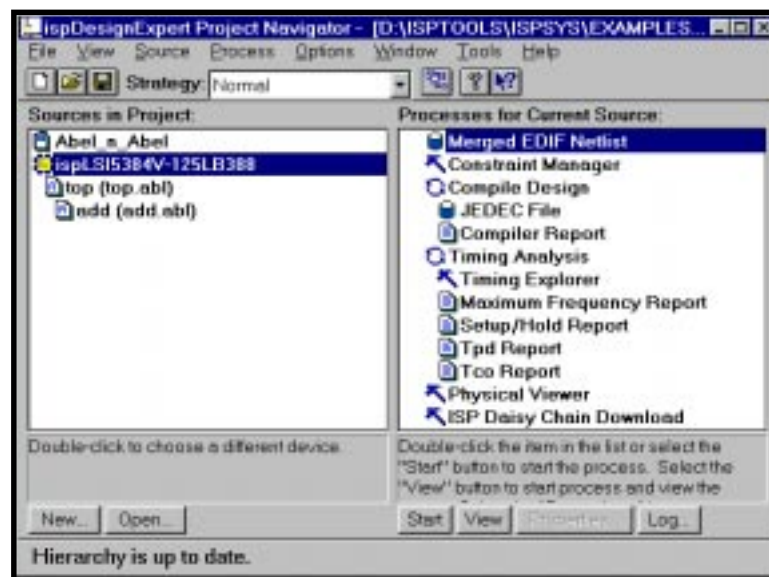 ispDesignExpert Project Navigator - [D:\ISPTOOLS\ISPSYS\EXAMPLES...
File View Source Process Options Window Tools Help
Strategy: Normal
Sources in Project:
Abel_n_Abel
ispLSI5384V-125LB388
top (top.abl)
add (add.abl)
Double-click to choose a different device.
New... Open...
Processes for Current Source:
Merged EDIF Netlist
Constraint Manager
Compile Design
JEDEC File
Compiler Report
Timing Analysis
Timing Explorer
Maximum Frequency Report
Setup/Hold Report
Tpd Report
Tco Report
Physical Viewer
ISP Daisy Chain Download
Double-click the item in the list or select the
"Start" button to start the process. Select the
"View" button to start process and view the
Start View Properties... Log...
Hierarchy is up to date.